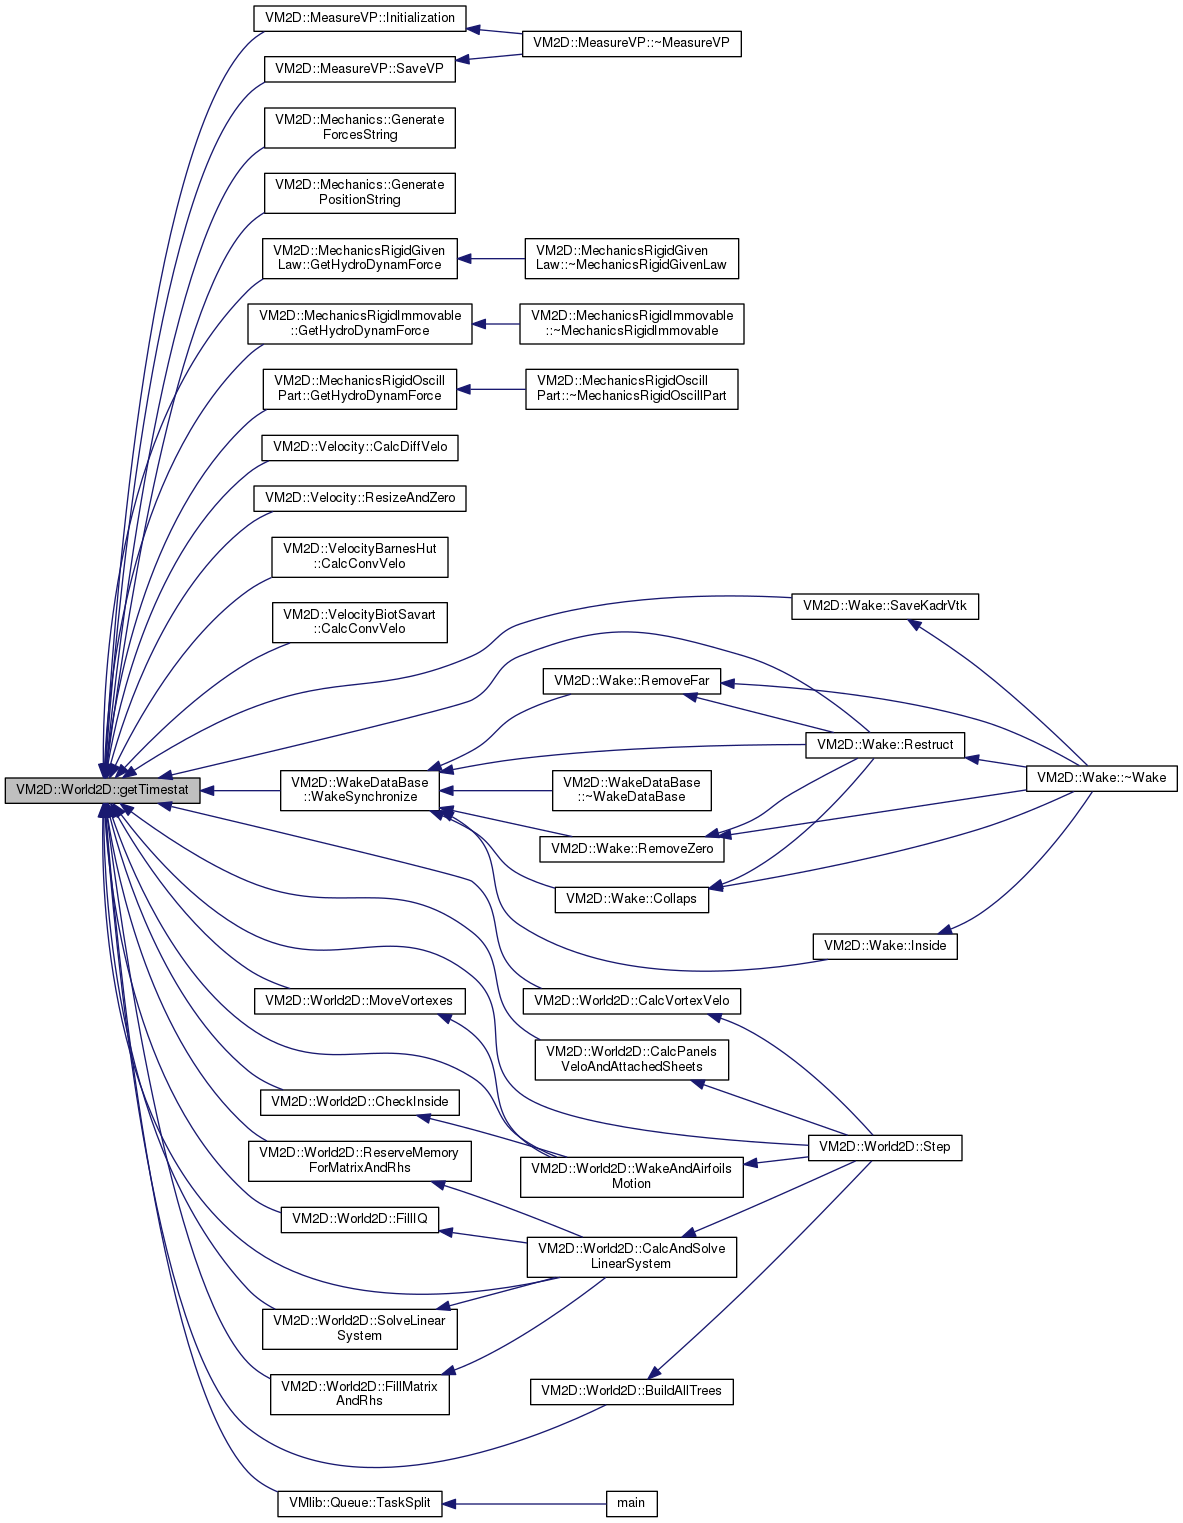 VM2D::MeasureVP::Initialization
VM2D::MeasureVP::~MeasureVP
VM2D::MeasureVP::SaveVP
VM2D::Mechanics::Generate
ForcesString
VM2D::Mechanics::Generate
PositionString
VM2D::MechanicsRigidGiven
Law::GetHydroDynamForce
VM2D::MechanicsRigidGiven
Law::~MechanicsRigidGivenLaw
VM2D::MechanicsRigidImmovable
::GetHydroDynamForce
VM2D::MechanicsRigidImmovable
::~MechanicsRigidImmovable
VM2D::MechanicsRigidOscill
Part::GetHydroDynamForce
VM2D::MechanicsRigidOscill
Part::~MechanicsRigidOscillPart
VM2D::Velocity::CalcDiffVelo
VM2D::Velocity::ResizeAndZero
VM2D::VelocityBarnesHut
::CalcConvVelo
VM2D::VelocityBiotSavart
::CalcConvVelo
VM2D::Wake::SaveKadrVtk
VM2D::Wake::RemoveFar
VM2D::Wake::Restruct
VM2D::World2D::getTimestat
VM2D::WakeDataBase
::WakeSynchronize
VM2D::WakeDataBase
::~WakeDataBase
VM2D::Wake::~Wake
VM2D::Wake::RemoveZero
VM2D::Wake::Collaps
VM2D::Wake::Inside
VM2D::World2D::MoveVortexes
VM2D::World2D::CalcVortexVelo
VM2D::World2D::CalcPanels
VeloAndAttachedSheets
VM2D::World2D::CheckInside
VM2D::World2D::Step
VM2D::World2D::ReserveMemory
ForMatrixAndRhs
VM2D::World2D::WakeAndAirfoils
Motion
VM2D::World2D::FillIQ
VM2D::World2D::CalcAndSolve
LinearSystem
VM2D::World2D::SolveLinear
System
VM2D::World2D::FillMatrix
AndRhs
VM2D::World2D::BuildAllTrees
VMlib::Queue::TaskSplit
main